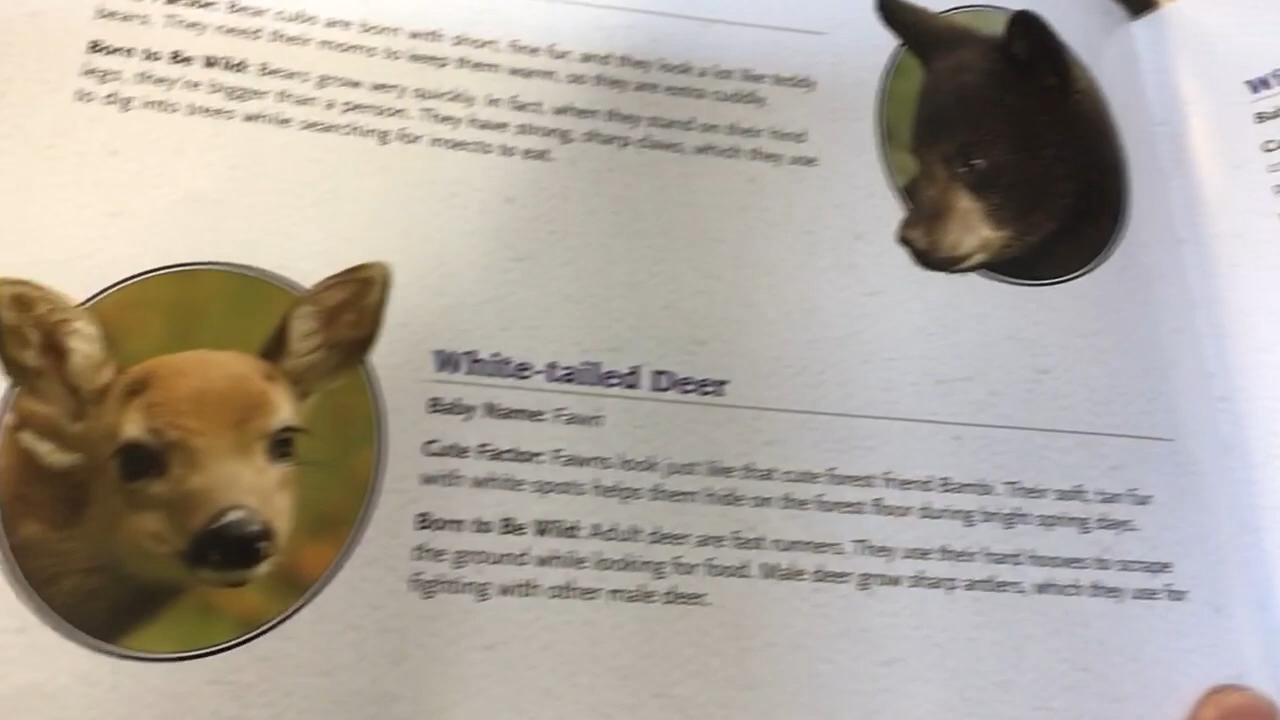 Factor: Bear cubs are born with short, fine fur and they look a lot like teddy
bears. They need their moms to keep them warm, so they are extra cuddly.
Born to Be Wild: Bears grow very quickly. In fact, when they stand on their hind
legs, they're bigger than a person. They have strong, sharp claws, which they use
to dig into trees while searching for insects to eat.
White-tailed Deer
Baby Name: Fawn
Cute Factor: Fawns look just like that cute forest friend Bambi. Their soft, tan fur
with white spots helps them hide on the forest floor during bright spring days.
Born to Be Wild: Adult deer are fast runners. They use their hard hooves to scrape
the ground while looking for food. Male deer grow sharp antlers, which they use for
fighting with other male deer.